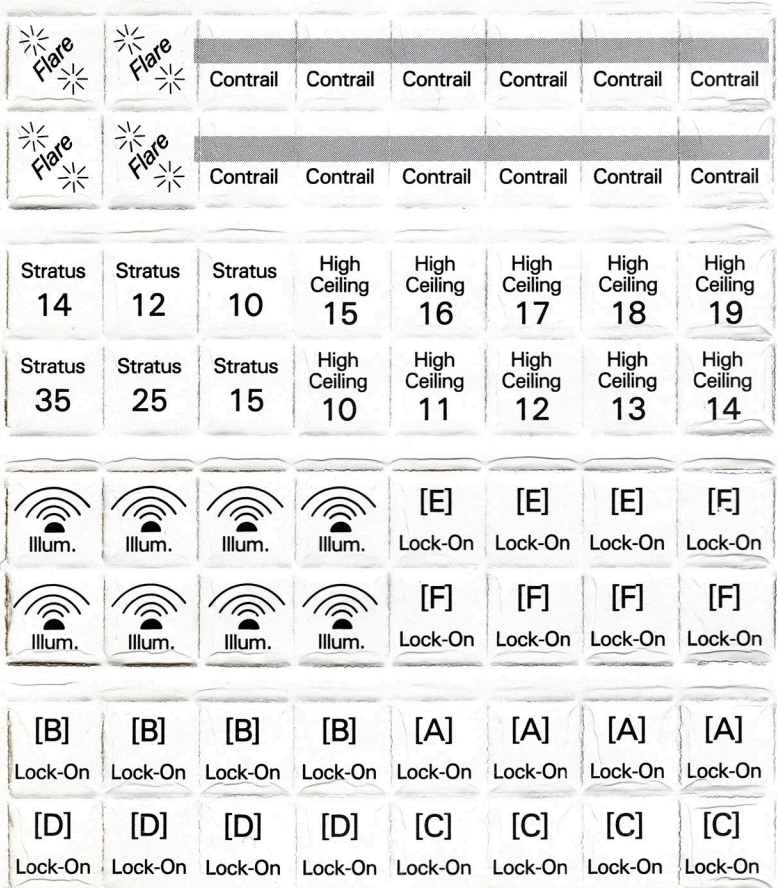 Flare Flare Contrail Contrail Contrail Contrail Contrail Contrail
Flare Flare Contrail Contrail Contrail Contrail Contrail Contrail
Stratus Stratus Stratus High High High High High
Ceiling Ceiling Ceiling Ceiling Ceiling
14 12 10 15 16 17 18 19
Stratus Stratus Stratus High High High High High
Ceiling Ceiling Ceiling Ceiling Ceiling
35 25 15 10 11 12 13 14
[E] [E] [E] [E]
Illum. Illum. Illum. Illum. Lock-On Lock-On Lock-On Lock-On
[F] [F] [F] [F]
Illum. Illum. Illum. Illum. Lock-On Lock-On Lock-On Lock-On
[B] [B] [B] [B] [A] [A] [A] [A]
Lock-On Lock-On Lock-On Lock-On Lock-On Lock-On Lock-On Lock-On
[D] [D] [D] [D] [C] [C] [C] [C]
Lock-On Lock-On Lock-On Lock-On Lock-On Lock-On Lock-On Lock-On